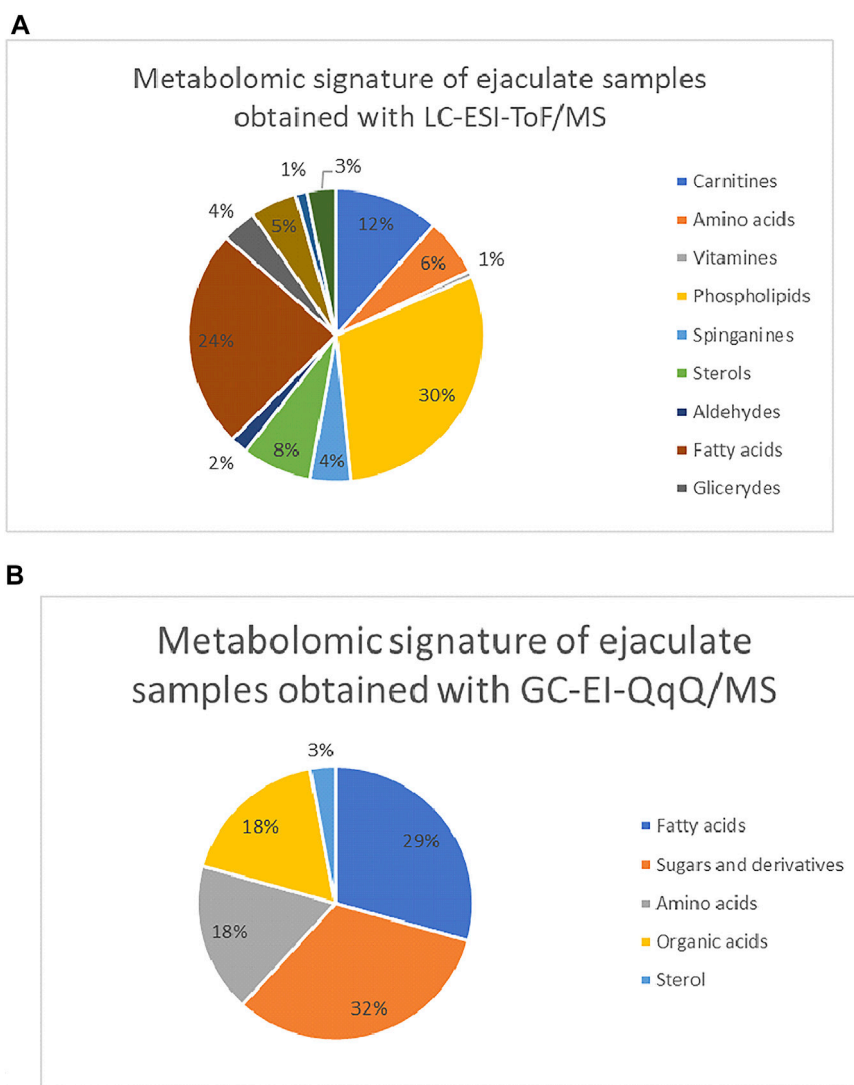 A
Metabolomic signature of ejaculate samples
obtained with LC-ESI-ToF/MS
1%
3%
4%
5%
12%
6%
1%
24%
30%
2%
8%
4%
Carnitines
Amino acids
Vitamines
Phospholipids
Spinganines
Sterols
Aldehydes
Fatty acids
Glicerydes
B
Metabolomic signature of ejaculate
samples obtained with GC-EI-QqQ/MS
3%
18%
29%
18%
32%
Fatty acids
Sugars and derivatives
Amino acids
Organic acids
Sterol